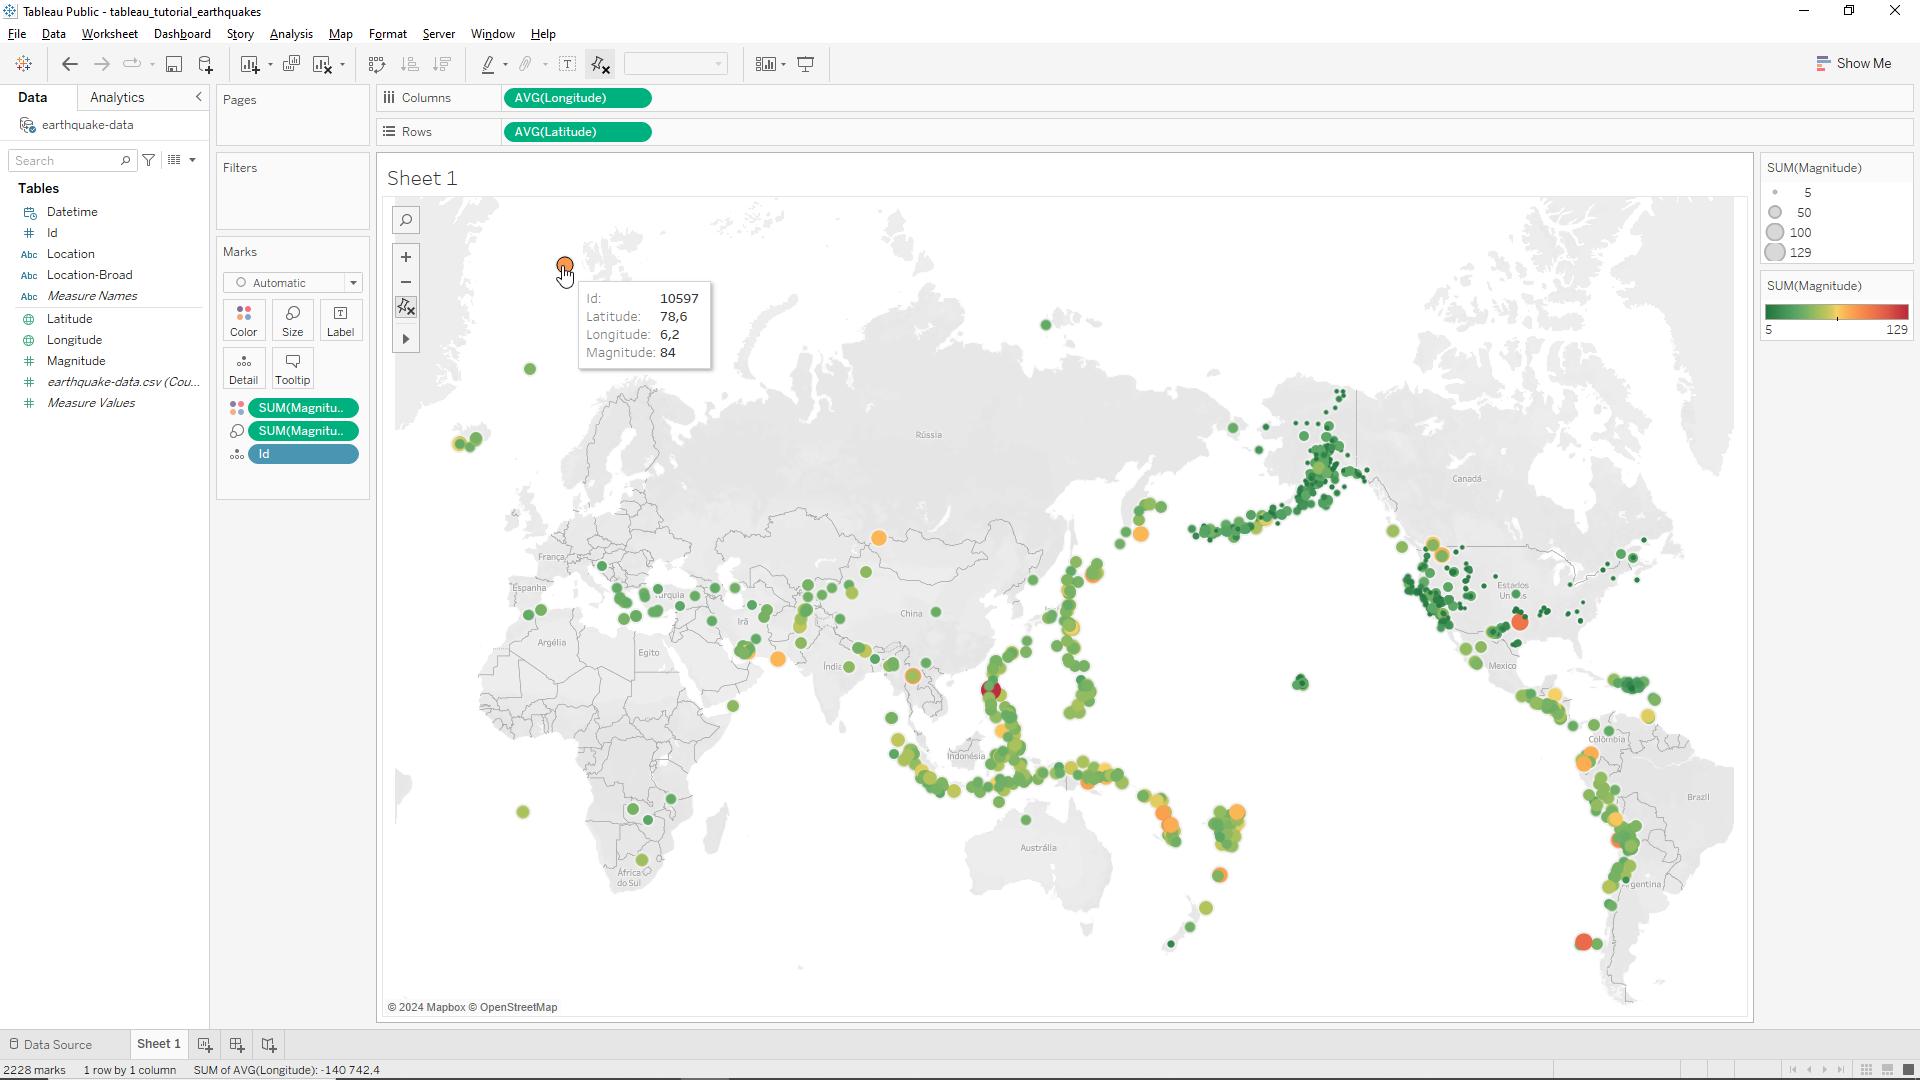 Tableau Public - tableau_tutorial_earthquakes
File Data Worksheet Dashboard Story Analysis Map Format Server Window Help
Show Me
Data Analytics
earthquake-data
Search
Tables
Datetime
Id
Abc Location
Abc Location-Broad
Abc Measure Names
Latitude
Longitude
Magnitude
earthquake-data.csv (Cou...
Measure Values
Pages
Filters
Marks
Automatic
Color Size Label
Detail Tooltip
SUM(Magnitu..
SUM(Magnitu..
Id
Columns AVG(Longitude)
Rows AVG(Latitude)
Sheet 1
Id: 10597
Latitude: 78,6
Longitude: 6,2
Magnitude: 84
Rússia
Canadá
França
Espanha
Estados
Turquia
Irã
China
Argélia
Egito
Índia
Mexico
Indonésia
Colômbia
Brazil
Austrália
África
do Sul
Argentina
© 2024 Mapbox © OpenStreetMap
SUM(Magnitude)
5
50
100
129
SUM(Magnitude)
5 129
Data Source Sheet 1
2228 marks 1 row by 1 column SUM of AVG(Longitude): -140 742,4